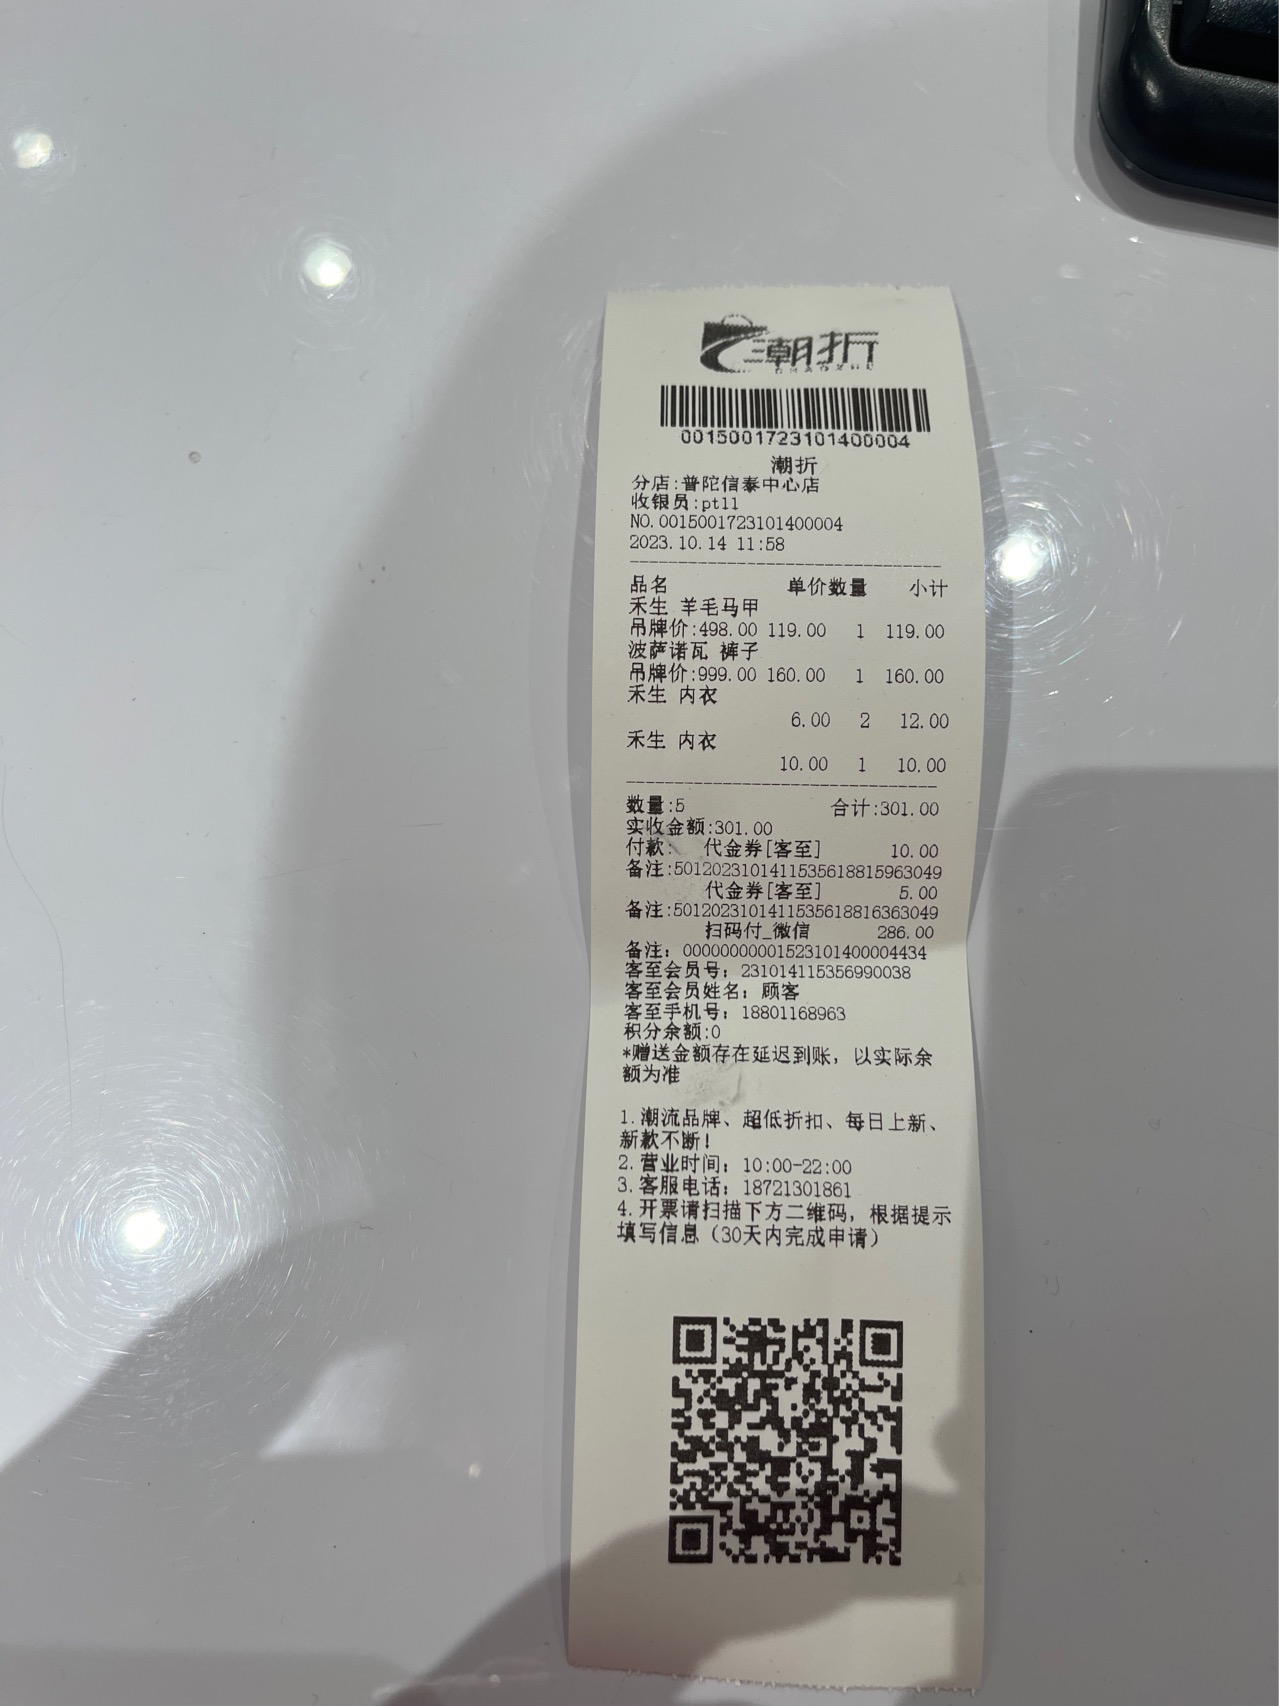 潮折
CHAOZHE
0015001723101400004
潮折
分店:普陀信泰中心店
收银员:pt11
NO.0015001723101400004
2023.10.14 11:58
品名 单价数量 小计
禾生 羊毛马甲
吊牌价:498.00 119.00 1 119.00
波萨诺瓦 裤子
吊牌价:999.00 160.00 1 160.00
禾生 内衣
6.00 2 12.00
禾生 内衣
10.00 1 10.00
数量:5 合计:301.00
实收金额:301.00
付款: 代金券[客至] 10.00
备注:5012023101411535618815963049
代金券[客至] 5.00
备注:5012023101411535618816363049
扫码付_微信 286.00
备注: 00000000001523101400004434
客至会员号: 231014115356990038
客至会员姓名: 顾客
客至手机号: 18801168963
积分余额:0
*赠送金额存在延迟到账, 以实际余
额为准
1.潮流品牌、超低折扣、每日上新、
新款不断!
2.营业时间: 10:00-22:00
3.客服电话: 18721301861
4.开票请扫描下方二维码, 根据提示
填写信息 (30天内完成申请)